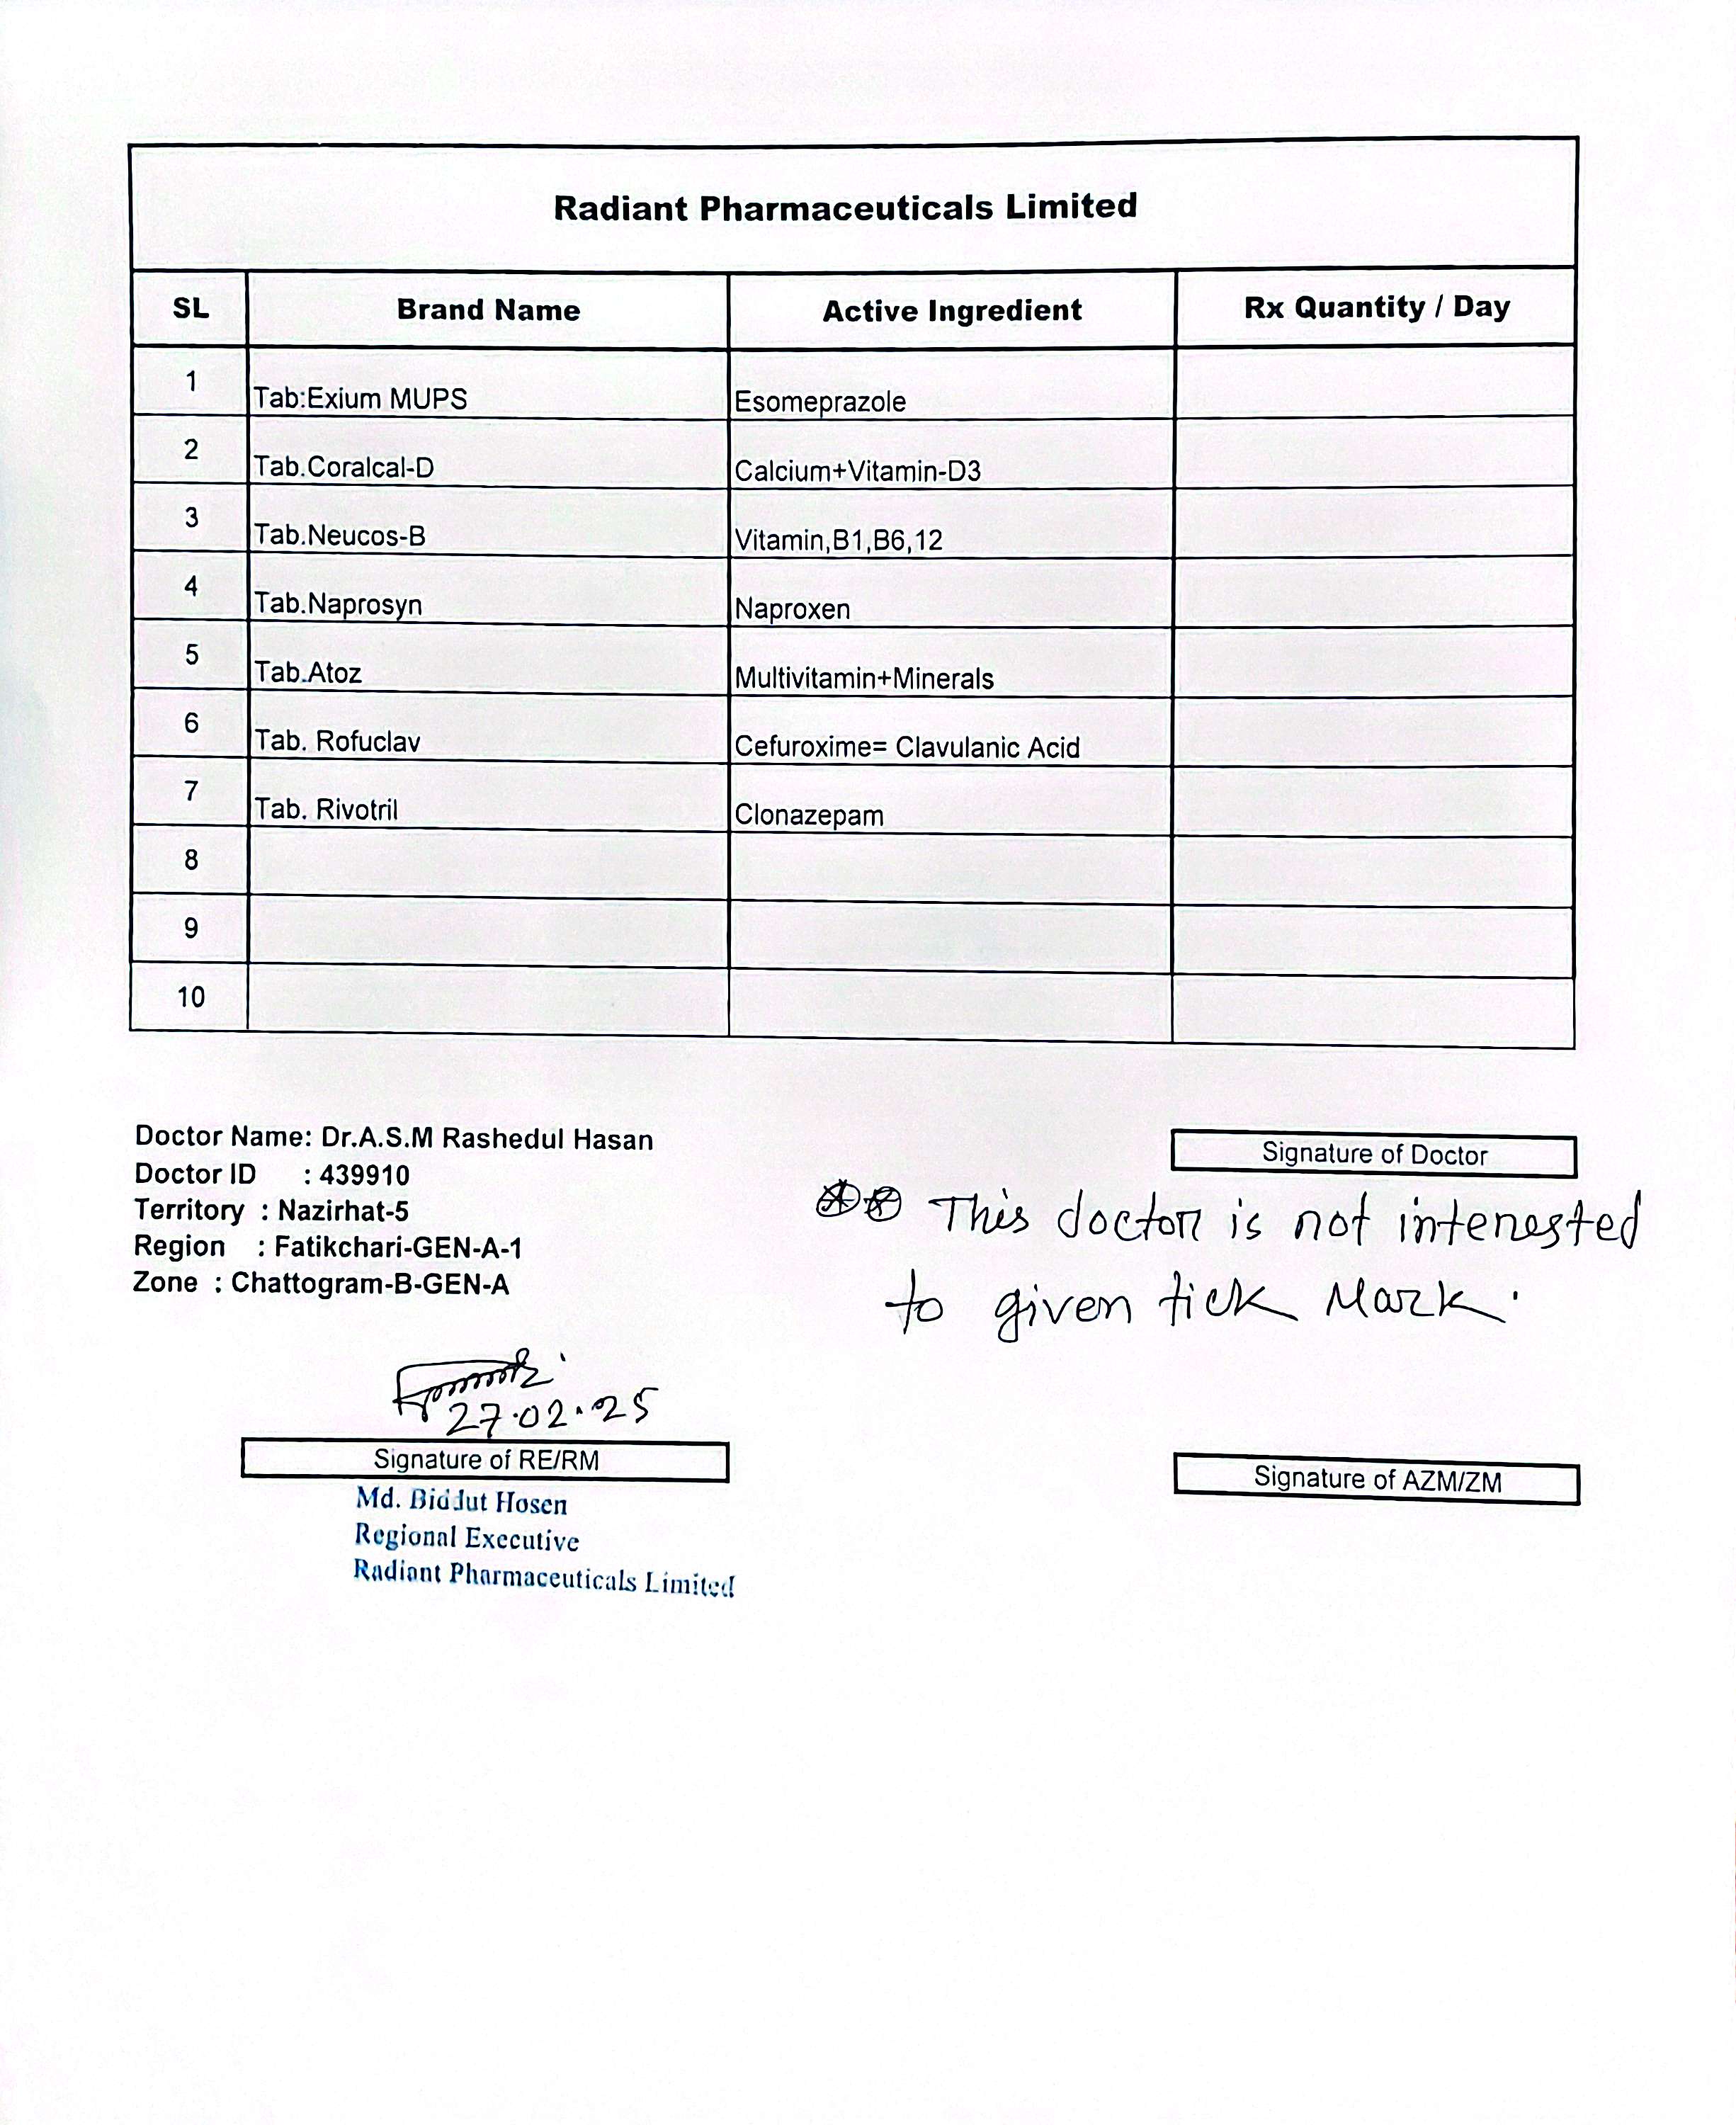 Radiant Pharmaceuticals Limited
SL Brand Name Active Ingredient Rx Quantity / Day
1 Tab:Exium MUPS Esomeprazole
2 Tab.Coralcal-D Calcium+Vitamin-D3
3 Tab.Neucos-B Vitamin,B1,B6,12
4 Tab.Naprosyn Naproxen
5 Tab.Atoz Multivitamin+Minerals
6 Tab. Rofuclav Cefuroxime= Clavulanic Acid
7 Tab. Rivotril Clonazepam
8
9
10
Doctor Name: Dr.A.S.M Rashedul Hasan
Doctor ID : 439910
Territory : Nazirhat-5
Region : Fatikchari-GEN-A-1
Zone : Chattogram-B-GEN-A
Signature of Doctor
This doctor is not interested
to given tick Mark.
27.02.25
Signature of RE/RM
Md. Biddut Hosen
Regional Executive
Radiant Pharmaceuticals Limited
Signature of AZM/ZM